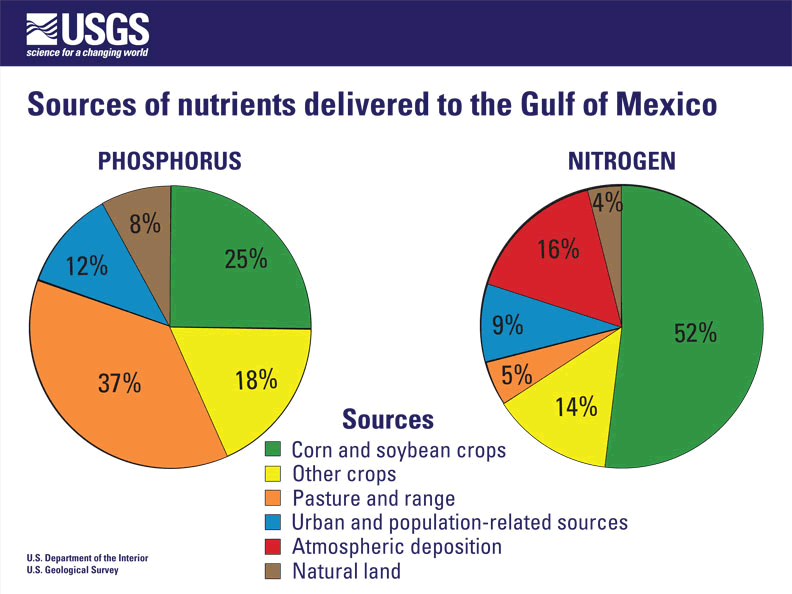 USGS
science for a changing world
Sources of nutrients delivered to the Gulf of Mexico
PHOSPHORUS
8%
25%
12%
37%
18%
NITROGEN
4%
16%
9%
52%
5%
14%
Sources
Corn and soybean crops
Other crops
Pasture and range
Urban and population-related sources
Atmospheric deposition
Natural land
U.S. Department of the Interior
U.S. Geological Survey